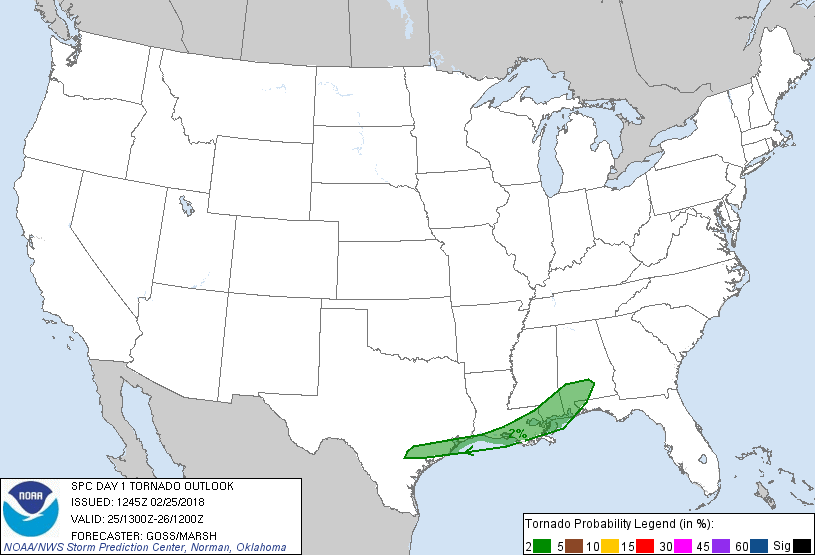 2%
SPC DAY 1 TORNADO OUTLOOK
ISSUED: 1245Z 02/25/2018
VALID: 25/1300Z-26/1200Z
FORECASTER: GOSS/MARSH
NOAA/NWS Storm Prediction Center, Norman, Oklahoma
NOAA
Tornado Probability Legend (in %):
2 5 10 15 30 45 60 Sig